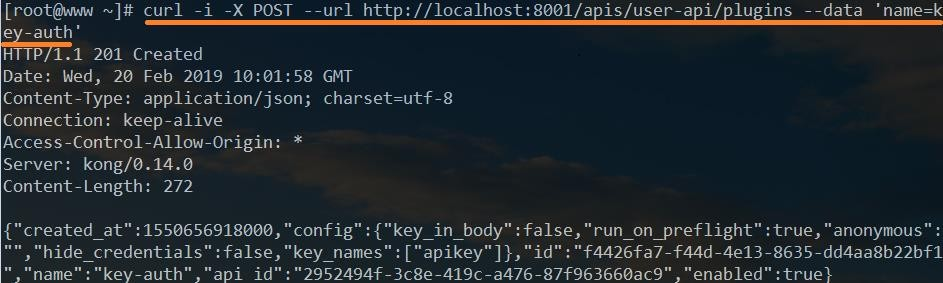 [root@www ~]# curl -i -X POST --url http://localhost:8001/apis/user-api/plugins --data 'name=k
ey-auth'
HTTP/1.1 201 Created
Date: Wed, 20 Feb 2019 10:01:58 GMT
Content-Type: application/json; charset=utf-8
Connection: keep-alive
Access-Control-Allow-Origin: *
Server: kong/0.14.0
Content-Length: 272

{"created_at":1550656918000,"config":{"key_in_body":false,"run_on_preflight":true,"anonymous":
"","hide_credentials":false,"key_names":["apikey"]},"id":"f4426fa7-f44d-4e13-8635-dd4aa8b22bf1
","name":"key-auth","api_id":"2952494f-3c8e-419c-a476-87f963660ac9","enabled":true}